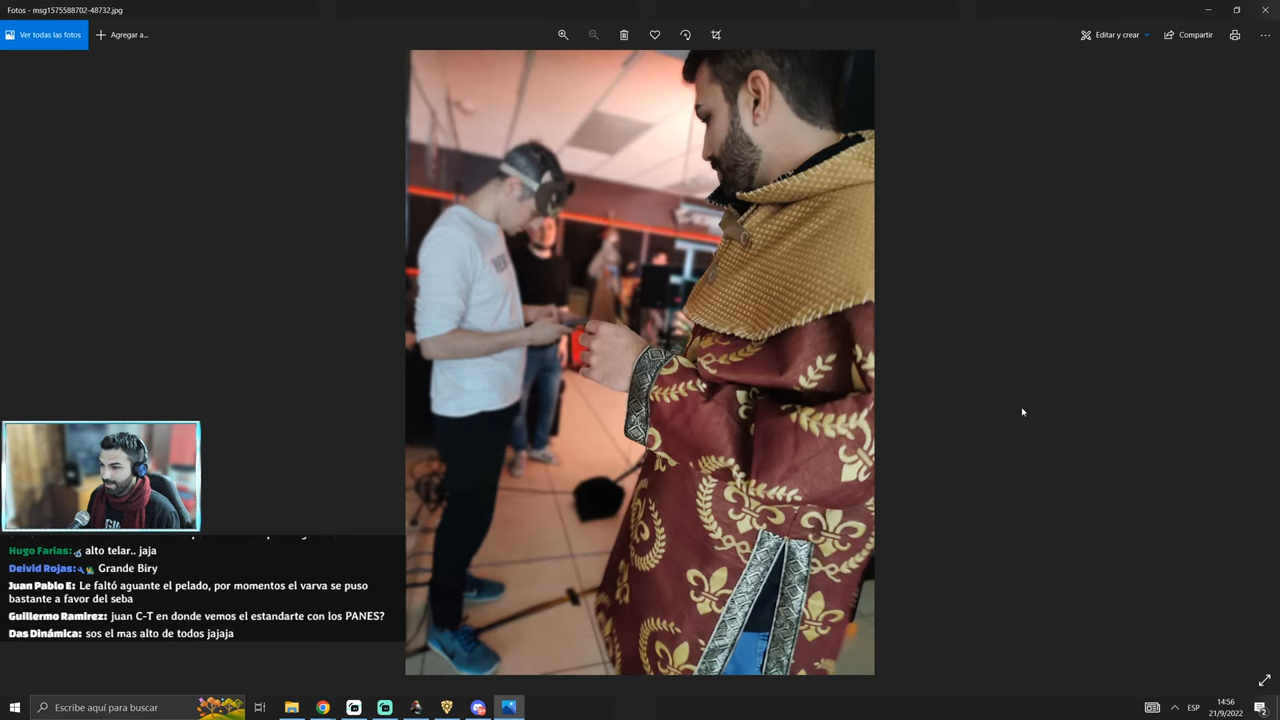 Fotos - msg1575588702-48732.jpg
Ver todas las fotos
Agregar a...
Editar y crear
Compartir
Hugo Farias: alto telar.. jaja
Deivid Rojas: Grande Biry
Juan Pablo E: Le faltó aguante el pelado, por momentos el varva se puso
bastante a favor del seba
Guillermo Ramirez: juan C-T en donde vemos el estandarte con los PANES?
Das Dinámica: sos el mas alto de todos jajaja
Escribe aquí para buscar
ESP
14:56
21/9/2022
2